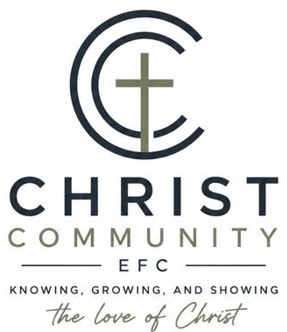 CHRIST
COMMUNITY
EFC
KNOWING, GROWING, AND SHOWING
the love of Christ